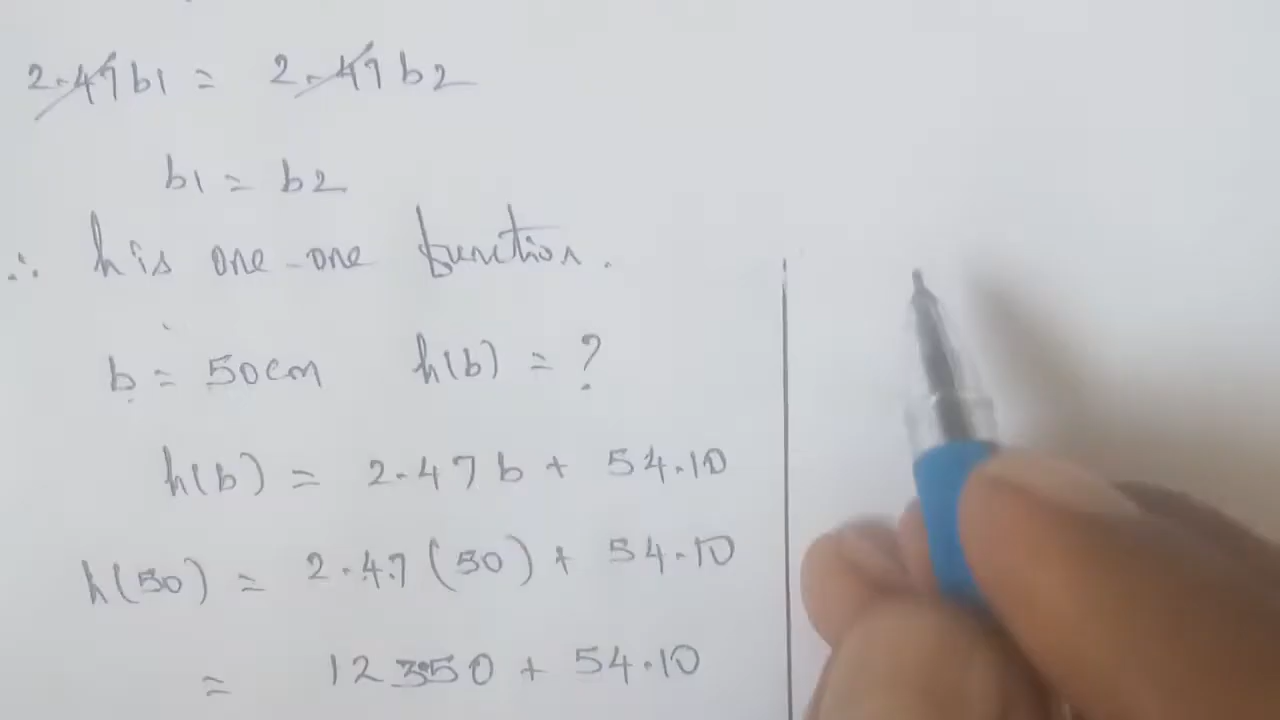 2.47b1 = 2.47b2
b1 = b2
∴ h is one-one function.
b = 50cm h(b) = ?
h(b) = 2.47b + 54.10
h(50) = 2.47(50) + 54.10
= 123.50 + 54.10